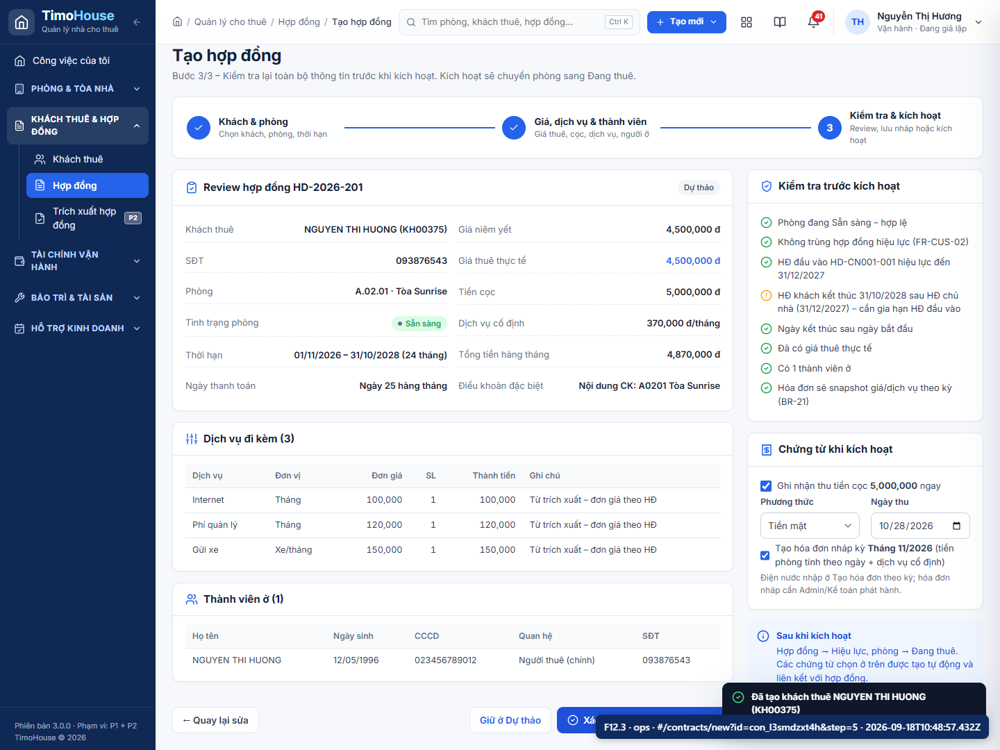 TimoHouse
Quản lý nhà cho thuê
Công việc của tôi
PHÒNG & TÒA NHÀ
KHÁCH THUÊ & HỢP ĐỒNG
Khách thuê
Hợp đồng
Trích xuất hợp đồng P2
TÀI CHÍNH VẬN HÀNH
BẢO TRÌ & TÀI SẢN
HỖ TRỢ KINH DOANH
Phiên bản 3.0.0 · Phạm vi: P1 + P2
TimoHouse © 2026
/ Quản lý cho thuê / Hợp đồng / Tạo hợp đồng
Tìm phòng, khách thuê, hợp đồng... Ctrl K
Tạo mới
41
TH
Nguyễn Thị Hương
Vận hành · Đang giả lập
Tạo hợp đồng
Bước 3/3 – Kiểm tra lại toàn bộ thông tin trước khi kích hoạt. Kích hoạt sẽ chuyển phòng sang Đang thuê.
Khách & phòng
Chọn khách, phòng, thời hạn
Giá, dịch vụ & thành viên
Giá thuê, cọc, dịch vụ, người ở
3
Kiểm tra & kích hoạt
Review, lưu nháp hoặc kích
hoạt
Review hợp đồng HD-2026-201 Dự thảo
Khách thuê NGUYEN THI HUONG (KH00375)
SĐT 093876543
Phòng A.02.01 · Tòa Sunrise
Tình trạng phòng Sẵn sàng
Thời hạn 01/11/2026 – 31/10/2028 (24 tháng)
Ngày thanh toán Ngày 25 hàng tháng
Giá niêm yết 4,500,000 đ
Giá thuê thực tế 4,500,000 đ
Tiền cọc 5,000,000 đ
Dịch vụ cố định 370,000 đ/tháng
Tổng tiền hàng tháng 4,870,000 đ
Điều khoản đặc biệt Nội dung CK: A0201 Tòa Sunrise
Dịch vụ đi kèm (3)
Dịch vụ Đơn vị Đơn giá SL Thành tiền Ghi chú
Internet Tháng 100,000 1 100,000 Từ trích xuất – đơn giá theo HĐ
Phí quản lý Tháng 120,000 1 120,000 Từ trích xuất – đơn giá theo HĐ
Gửi xe Xe/tháng 150,000 1 150,000 Từ trích xuất – đơn giá theo HĐ
Thành viên ở (1)
Họ tên Ngày sinh CCCD Quan hệ SĐT
NGUYEN THI HUONG 12/05/1996 023456789012 Người thuê (chính) 093876543
← Quay lại sửa
Giữ ở Dự thảo
Kiểm tra trước kích hoạt
Phòng đang Sẵn sàng – hợp lệ
Không trùng hợp đồng hiệu lực (FR-CUS-02)
HĐ đầu vào HD-CN001-001 hiệu lực đến
31/12/2027
HĐ khách kết thúc 31/10/2028 sau HĐ chủ
nhà (31/12/2027) – cần gia hạn HĐ đầu vào
Ngày kết thúc sau ngày bắt đầu
Đã có giá thuê thực tế
Có 1 thành viên ở
Hóa đơn sẽ snapshot giá/dịch vụ theo kỳ
(BR-21)
Chứng từ khi kích hoạt
Ghi nhận thu tiền cọc 5,000,000 ngay
Phương thức Ngày thu
Tiền mặt 10/28/2026
Tạo hóa đơn nháp kỳ Tháng 11/2026 (tiền
phòng tính theo ngày + dịch vụ cố định)
Điện nước nhập ở Tạo hóa đơn theo kỳ; hóa đơn
nháp cần Admin/Kế toán phát hành.
Sau khi kích hoạt
Hợp đồng → Hiệu lực, phòng → Đang thuê.
Các chứng từ chọn ở trên được tạo tự động và
liên kết với hợp đồng.
Đã tạo khách thuê NGUYEN THI HUONG
(KH00375)
F12.3 · ops · #/contracts/new?id=con_l3smdzxt4h&step=5 · 2026-09-18T10:48:57.432Z